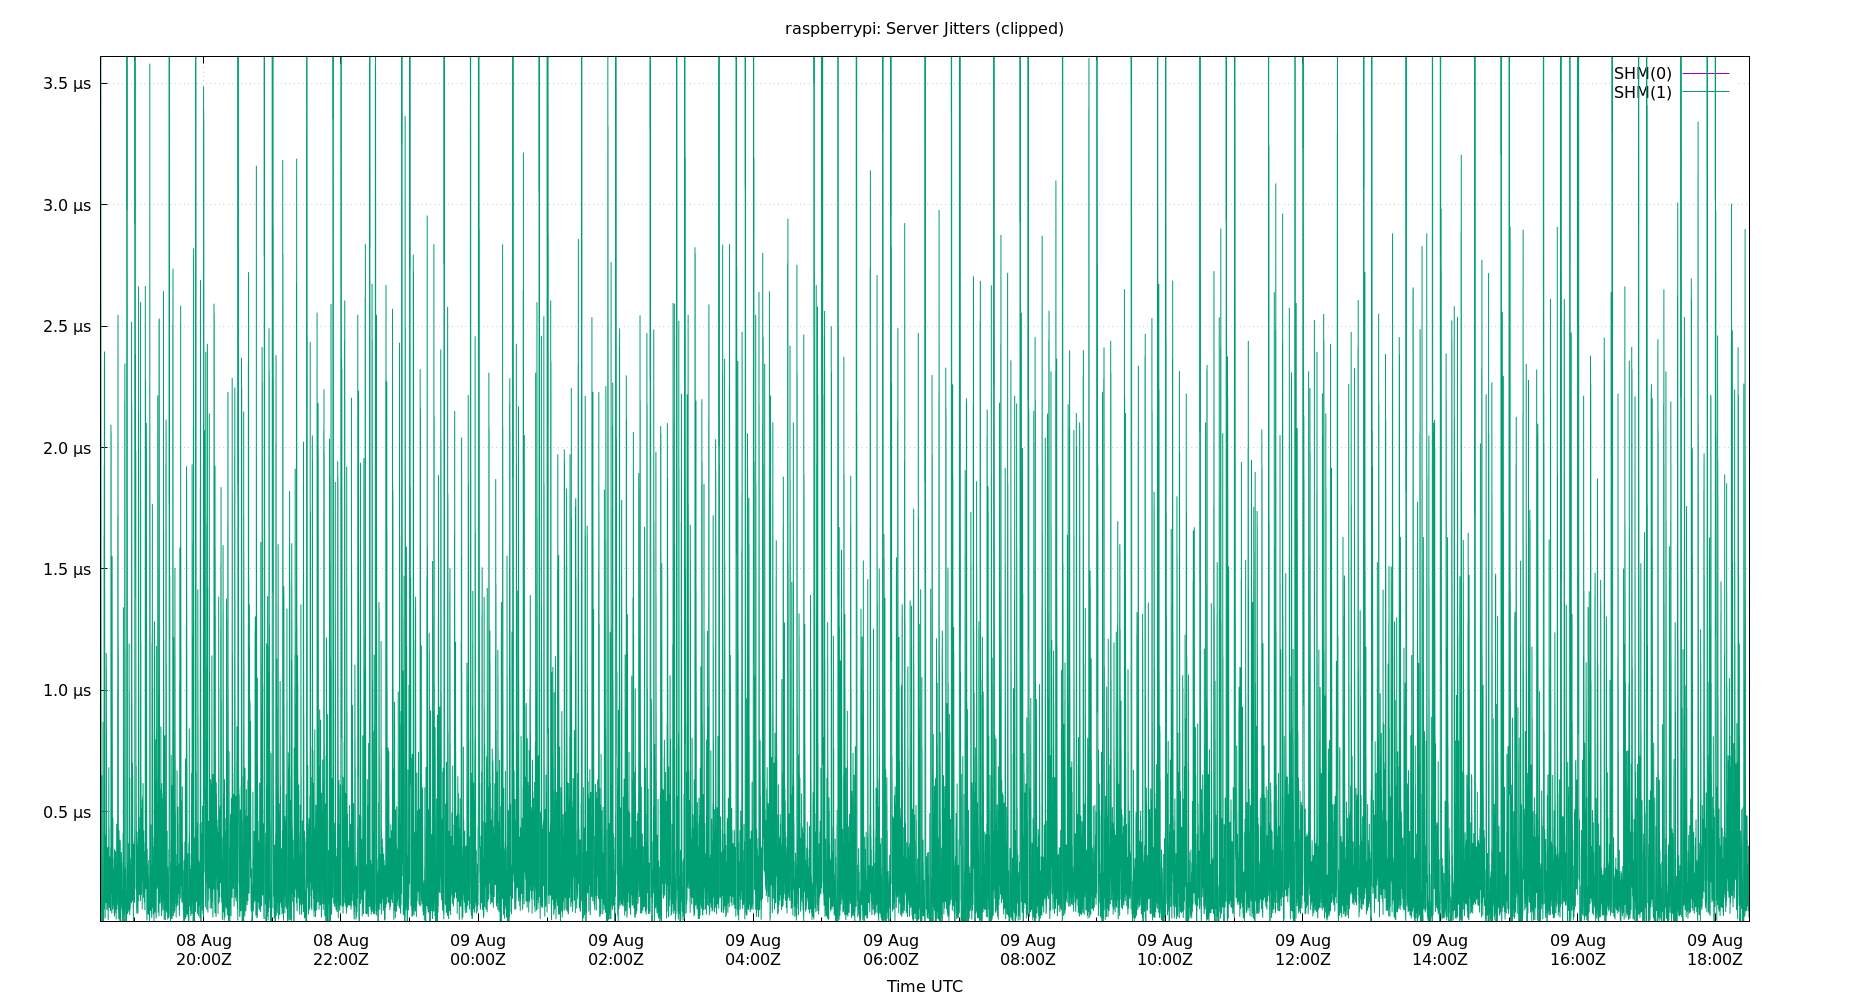 raspberrypi: Server Jitters (clipped)
3.5 µs
3.0 µs
2.5 µs
2.0 µs
1.5 µs
1.0 µs
0.5 µs
SHM(0)
SHM(1)
08 Aug 08 Aug 09 Aug 09 Aug 09 Aug 09 Aug 09 Aug 09 Aug 09 Aug 09 Aug 09 Aug 09 Aug
20:00Z 22:00Z 00:00Z 02:00Z 04:00Z 06:00Z 08:00Z 10:00Z 12:00Z 14:00Z 16:00Z 18:00Z
Time UTC